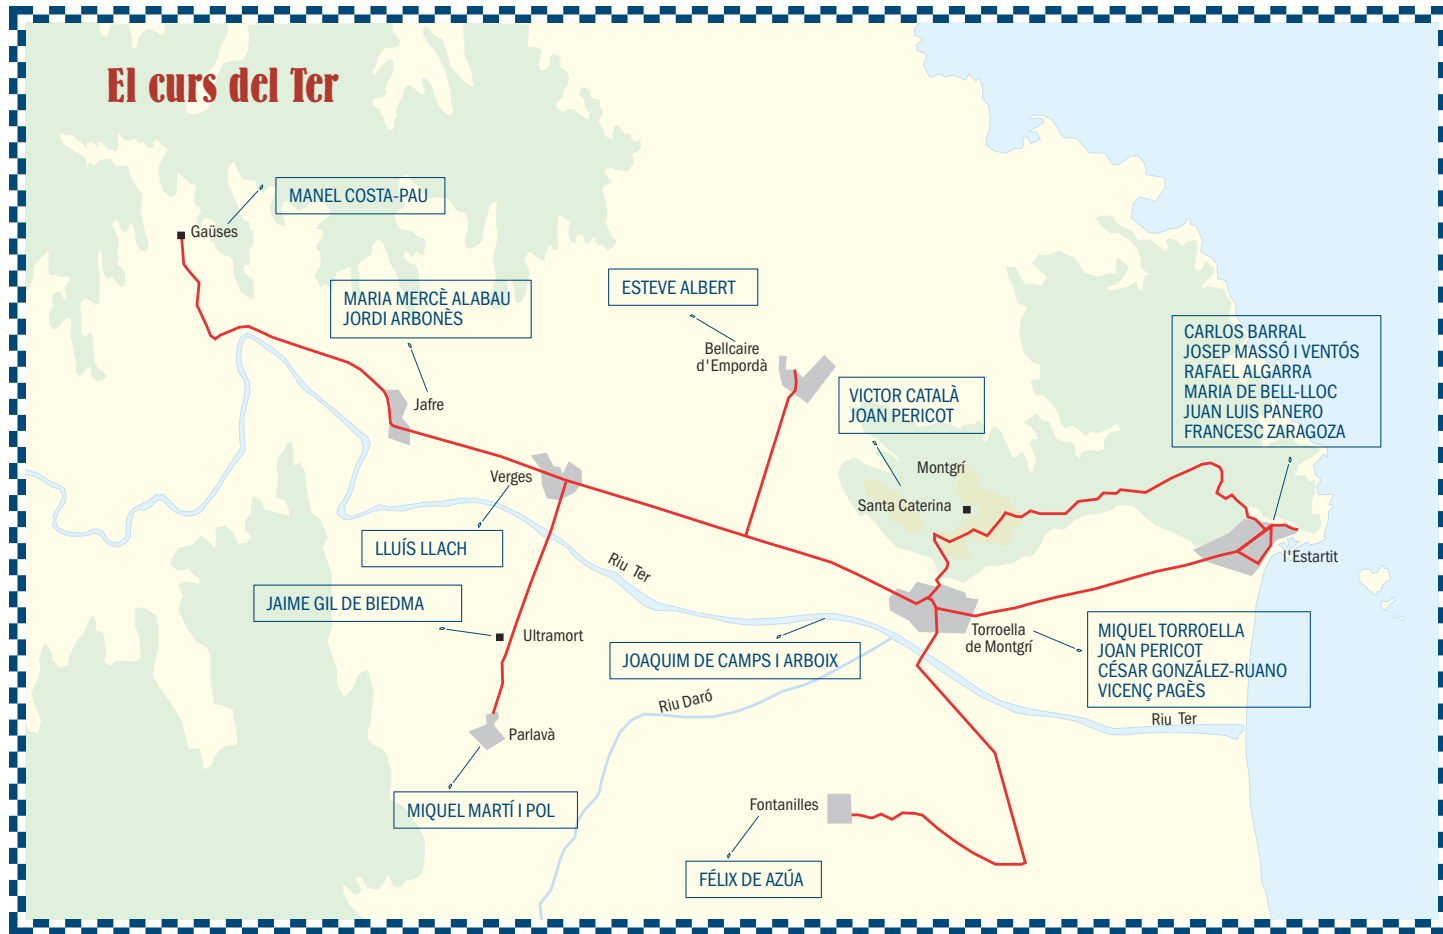 El curs del Ter
MANEL COSTA-PAU
Gaüses
MARIA MERCÈ ALABAU
JORDI ARBONÈS
Jafre
ESTEVE ALBERT
Bellcaire
d'Empordà
VICTOR CATALÀ
JOAN PERICOT
CARLOS BARRAL
JOSEP MASSÓ I VENTÓS
RAFAEL ALGARRA
MARIA DE BELL-LLOC
JUAN LUIS PANERO
FRANCESC ZARAGOZA
Montgrí
Santa Caterina
Verges
LLUÍS LLACH
l'Estartit
Riu Ter
JAIME GIL DE BIEDMA
Ultramort
JOAQUIM DE CAMPS I ARBOIX
Torroella
de Montgrí
MIQUEL TORROELLA
JOAN PERICOT
CÉSAR GONZÁLEZ-RUANO
VICENÇ PAGÈS
Riu Daró
Riu Ter
Parlavà
MIQUEL MARTÍ I POL
Fontanilles
FÉLIX DE AZÚA